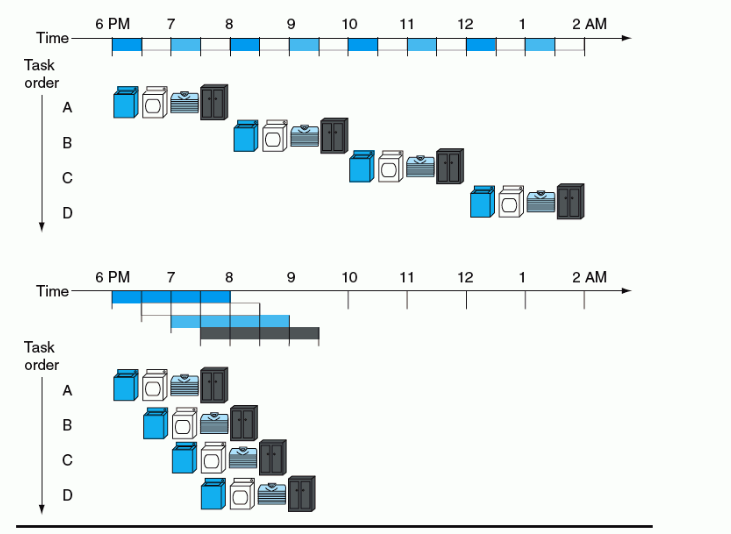 6 PM 7 8 9 10 11 12 1 2 AM
Time
Task
order
A
B
C
D
6 PM 7 8 9 10 11 12 1 2 AM
Time
Task
order
A
B
C
D